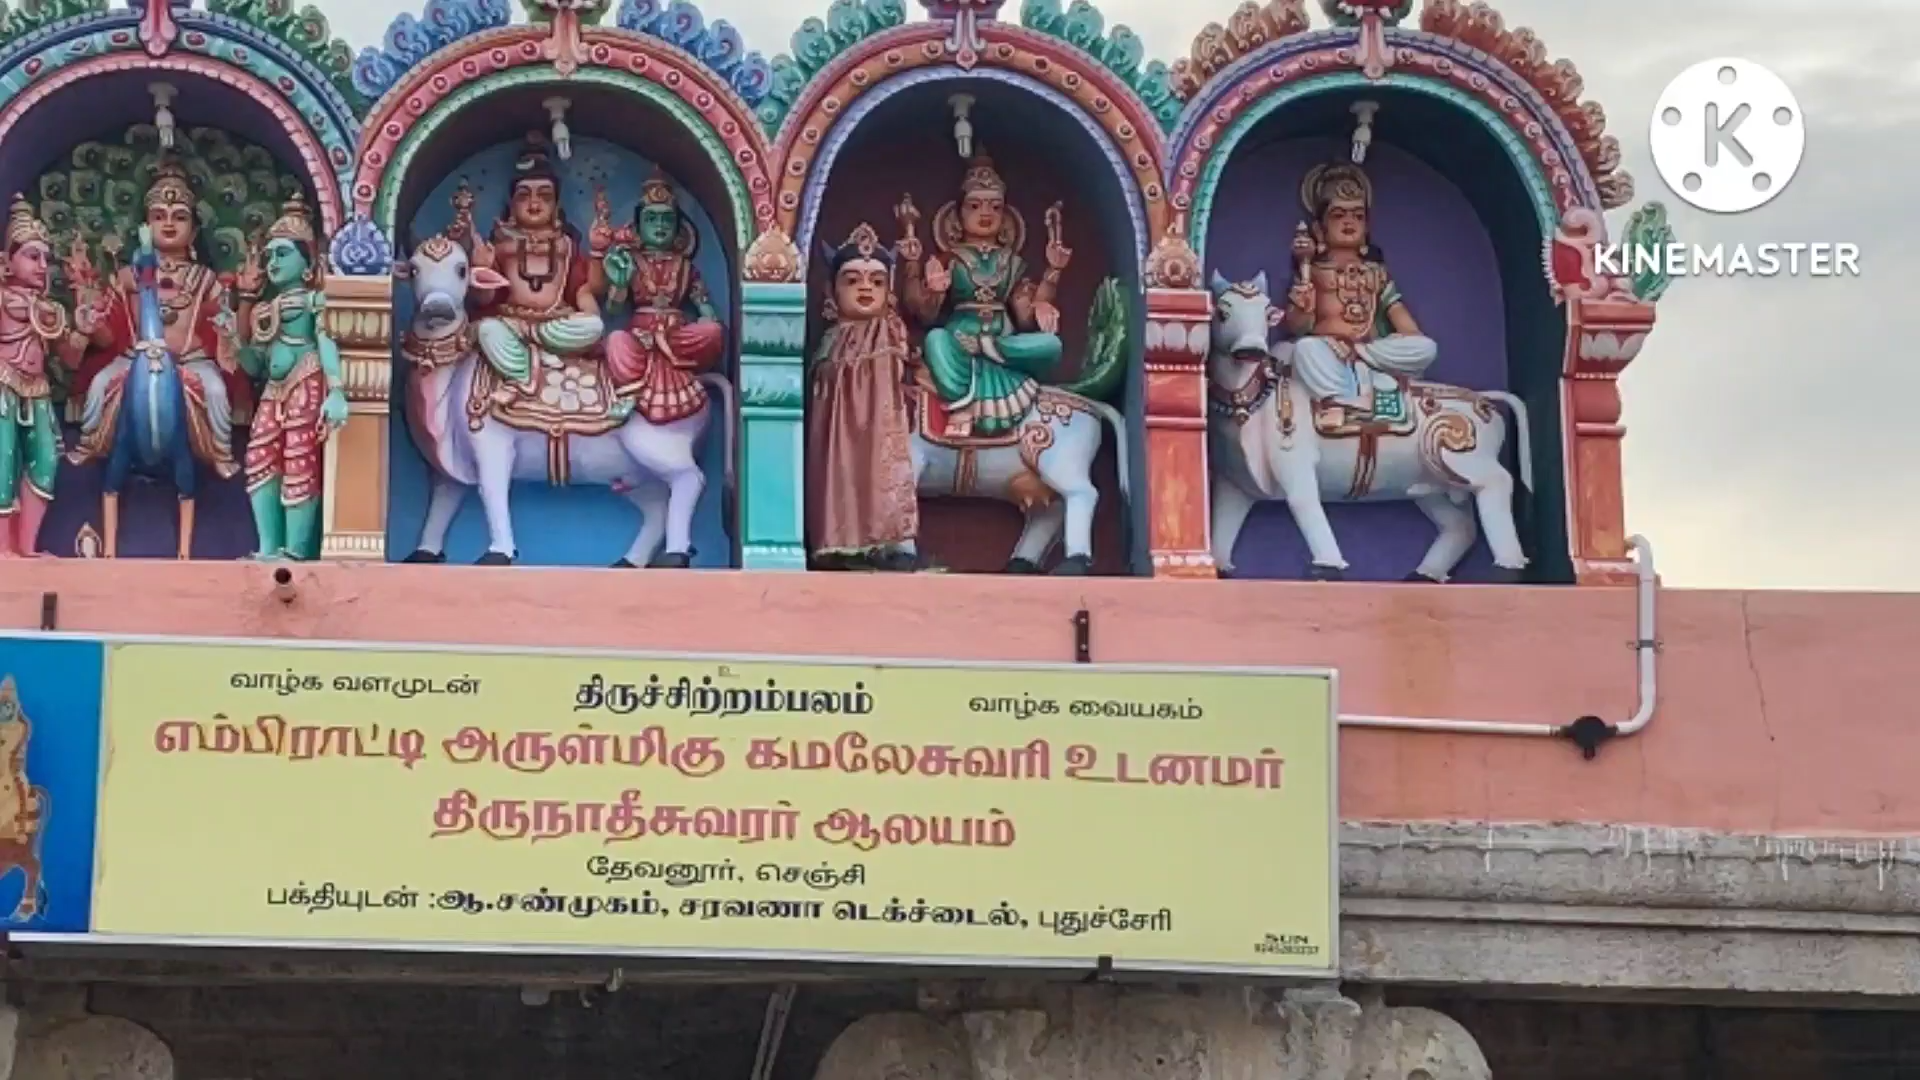 KINEMASTER
உ
வாழ்க வளமுடன் திருச்சிற்றம்பலம் வாழ்க வையகம்
எம்பிராட்டி அருள்மிகு கமலேசுவரி உடனமர்
திருநாதீசுவரர் ஆலயம்
தேவனூர், செஞ்சி
பக்தியுடன் :ஆ.சண்முகம், சரவணா டெக்ச்டைல், புதுச்சேரி
SUN